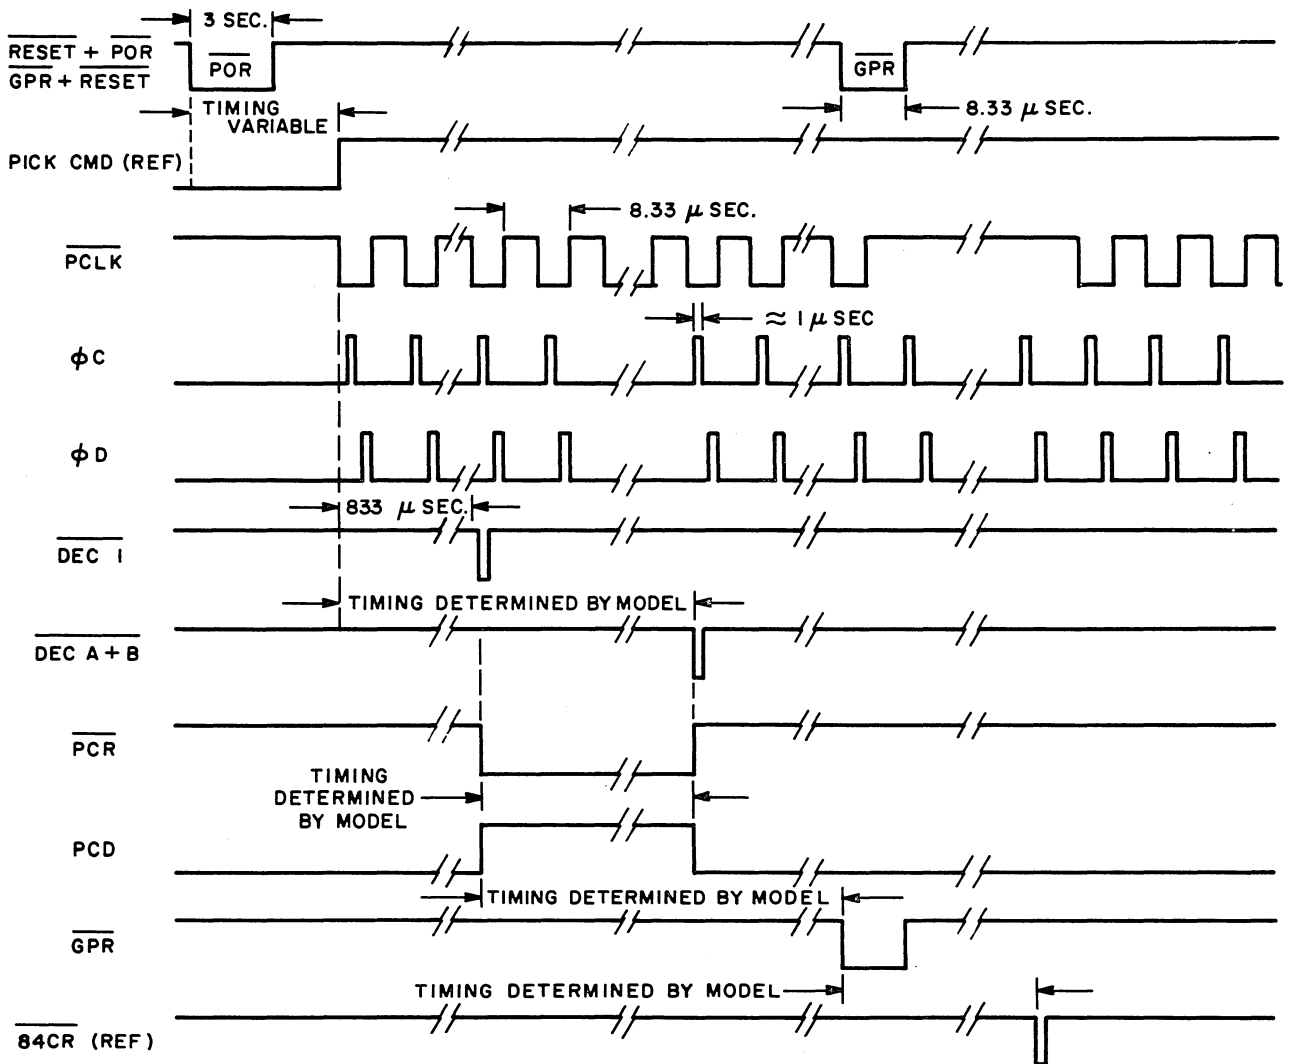 3 SEC.
RESET + POR
GPR + RESET
POR
GPR
TIMING
VARIABLE
8.33 μ SEC.
PICK CMD (REF)
8.33 μ SEC.
PCLK
≈ 1 μ SEC
φC
φD
833 μ SEC.
DEC 1
TIMING DETERMINED BY MODEL
DEC A + B
PCR
TIMING
DETERMINED
BY MODEL
PCD
TIMING DETERMINED BY MODEL
GPR
TIMING DETERMINED BY MODEL
84CR (REF)